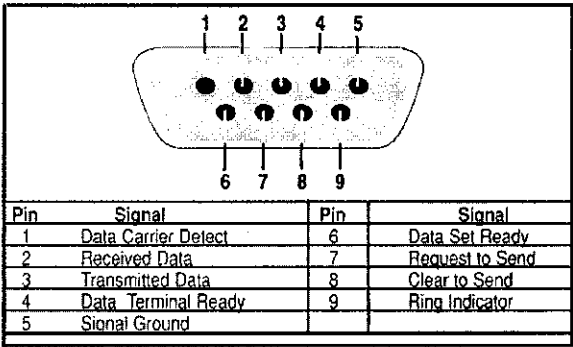 1 2 3 4 5
6 7 8 9
Pin Signal Pin Signal
1 Data Carrier Detect 6 Data Set Ready
2 Received Data 7 Request to Send
3 Transmitted Data 8 Clear to Send
4 Data Terminal Ready 9 Ring Indicator
5 Signal Ground